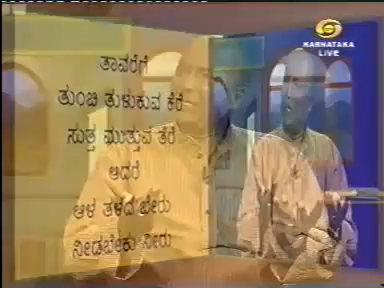 KARNATAKA
LIVE
ತಾವರೆಗೆ
ತುಂಬಿ ತುಳುಕುವ ಕೆರೆ
ಸುತ್ತ ಮುತ್ತುವ ತೆರೆ
ಆದರೆ
ಆಳ ತಳದ ಬೇರು
ನೀಡಬೇಕು ನೀರು